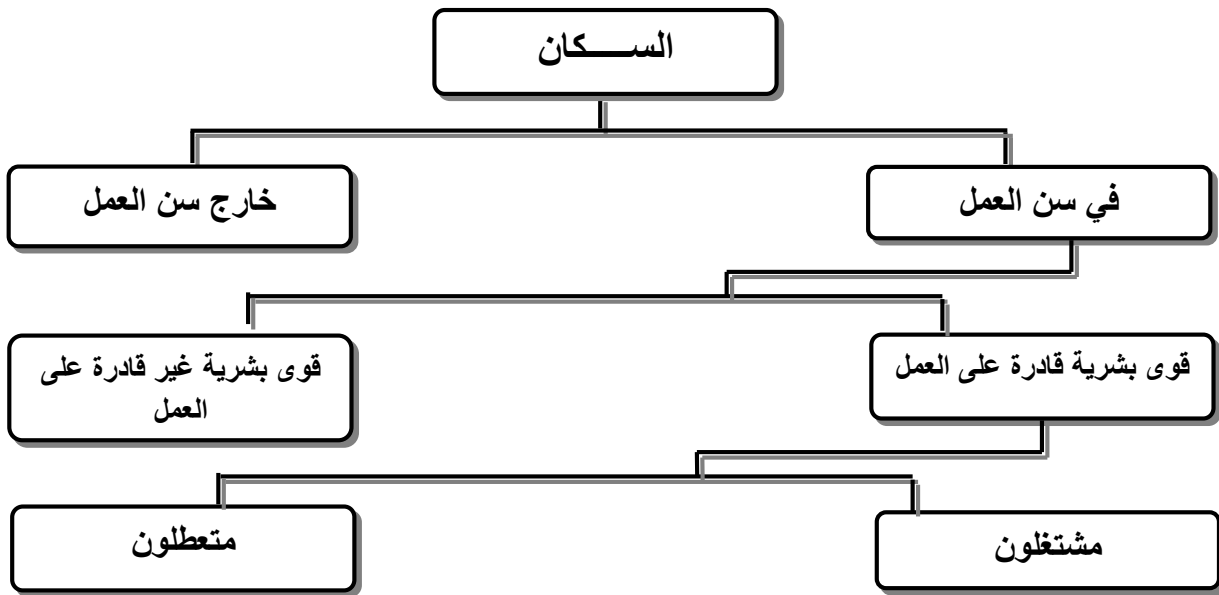 الســـــكان
في سن العمل
خارج سن العمل
قوى بشرية قادرة على العمل
قوى بشرية غير قادرة على
العمل
مشتغلون
متعطلون